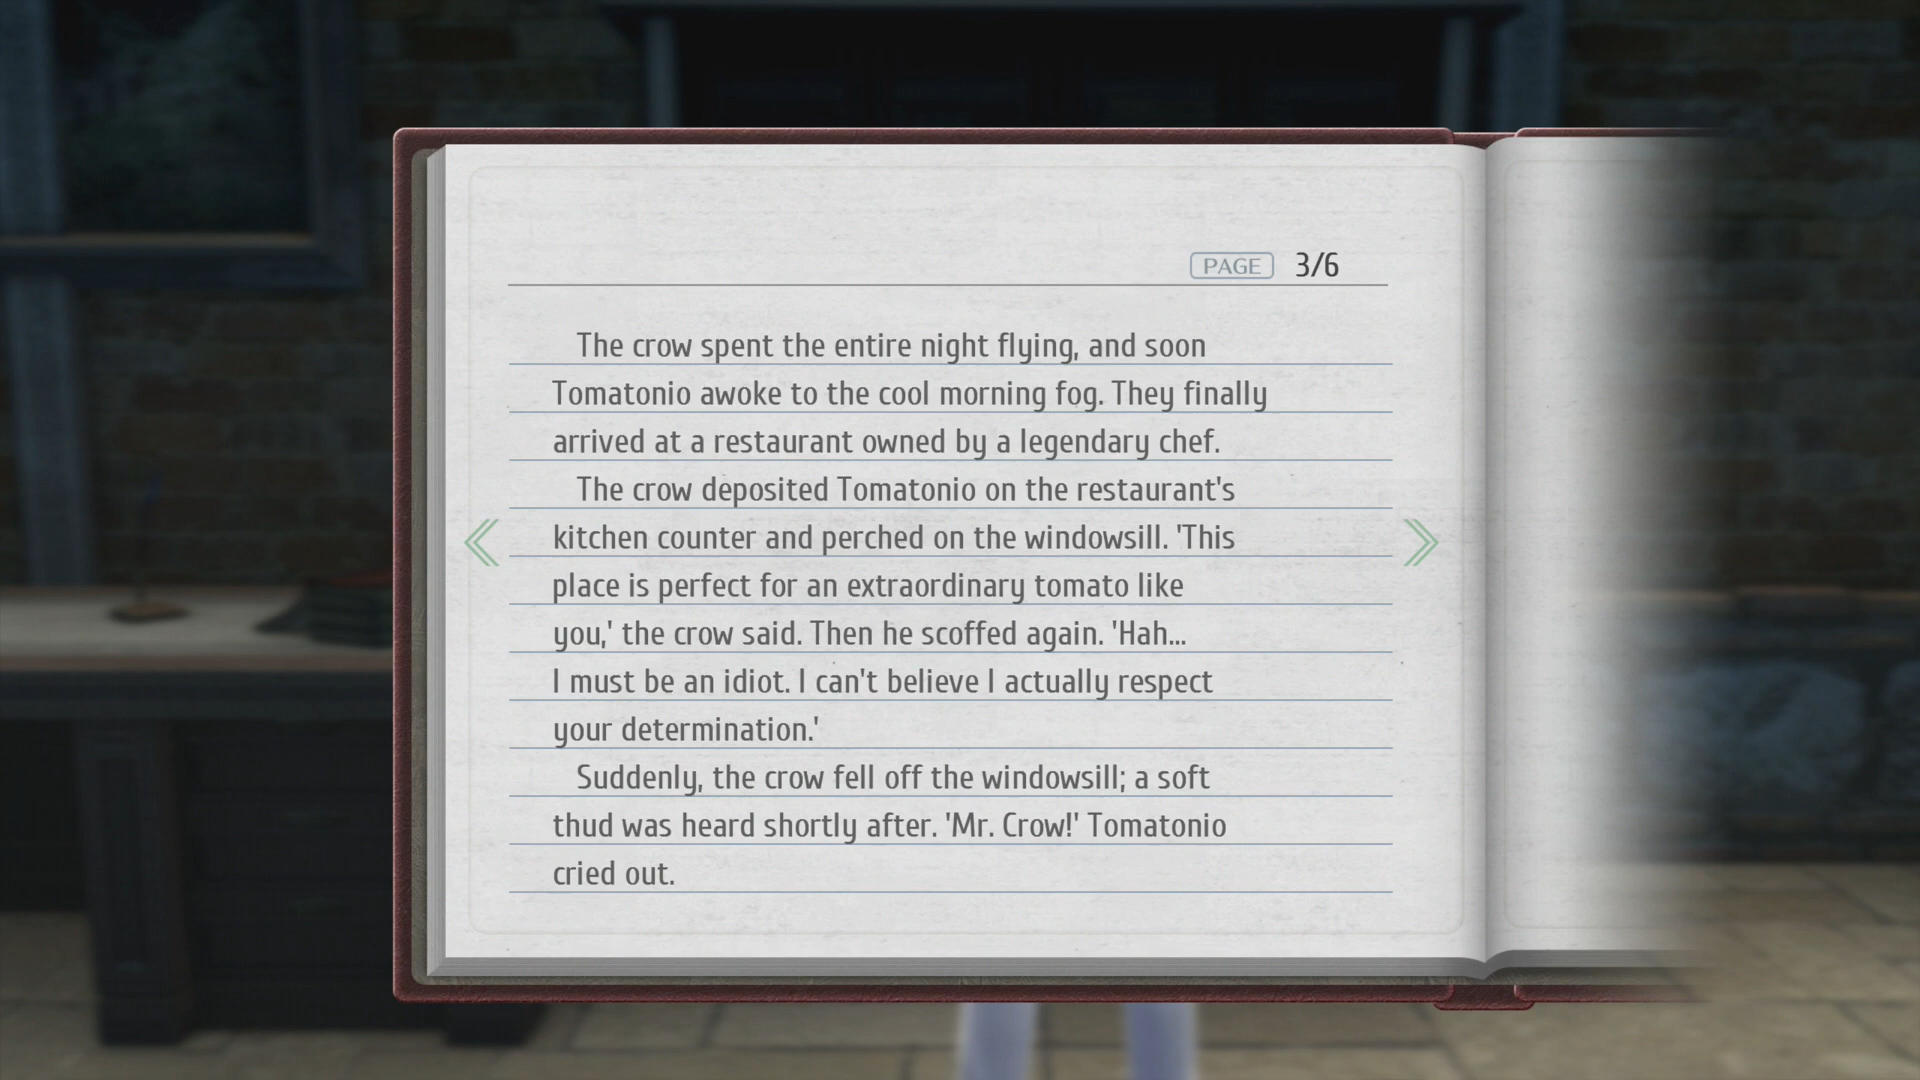 PAGE 3/6
The crow spent the entire night flying, and soon
Tomatonio awoke to the cool morning fog. They finally
arrived at a restaurant owned by a legendary chef.
The crow deposited Tomatonio on the restaurant's
kitchen counter and perched on the windowsill. 'This
place is perfect for an extraordinary tomato like
you,' the crow said. Then he scoffed again. 'Hah...
I must be an idiot. I can't believe I actually respect
your determination.'
Suddenly, the crow fell off the windowsill; a soft
thud was heard shortly after. 'Mr. Crow!' Tomatonio
cried out.